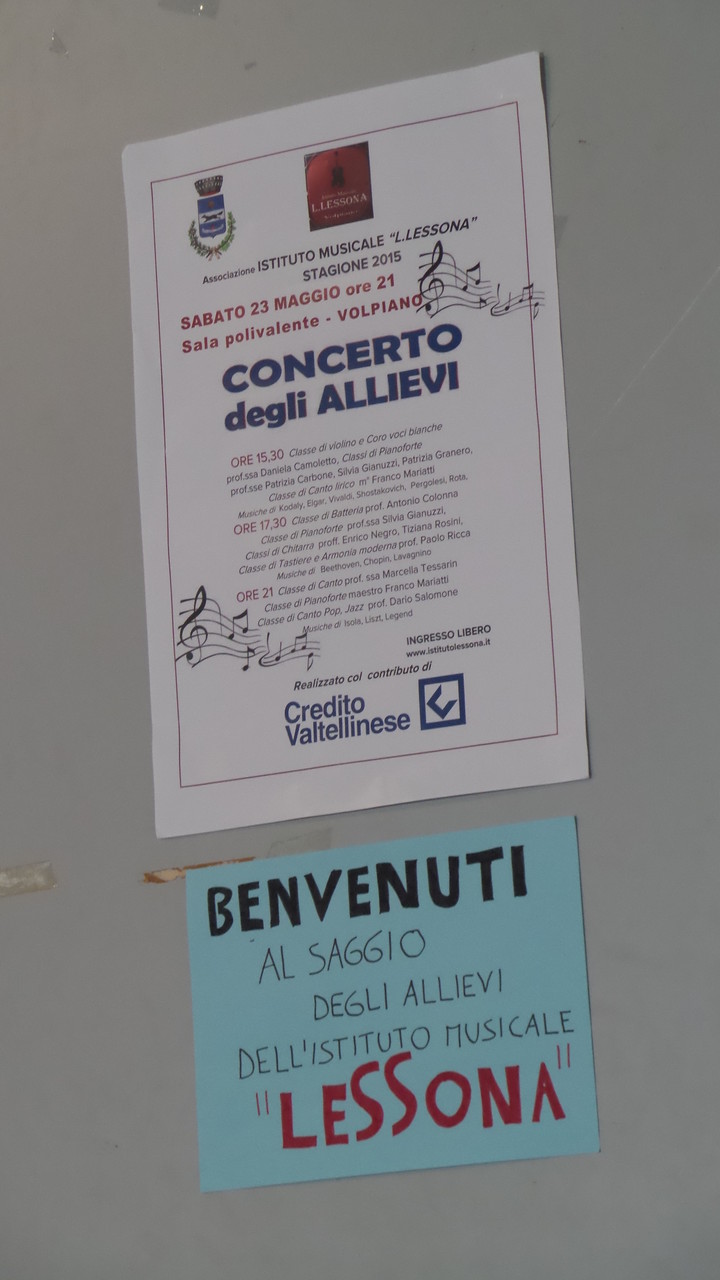 L.LESSONA
Associazione ISTITUTO MUSICALE "L.LESSONA"
STAGIONE 2015
SABATO 23 MAGGIO ore 21
Sala polivalente - VOLPIANO
CONCERTO
degli ALLIEVI
ORE 15,30 Classe di violino e Coro voci bianche
prof.ssa Daniela Camoletto, Classi di Pianoforte
prof.sse Patrizia Carbone, Silvia Gianuzzi, Patrizia Granero,
Classe di Canto lirico m° Franco Mariatti
Musiche di Kodaly, Elgar, Vivaldi, Shostakovich, Pergolesi, Rota,
ORE 17,30 Classe di Batteria prof. Antonio Colonna
Classe di Pianoforte prof.ssa Silvia Gianuzzi,
Classi di Chitarra proff. Enrico Negro, Tiziana Rosini,
Classe di Tastiere e Armonia moderna prof. Paolo Ricca
Musiche di Beethoven, Chopin, Lavagnino
ORE 21 Classe di Canto prof. ssa Marcella Tessarin
Classe di Pianoforte maestro Franco Mariatti
Classe di Canto Pop, Jazz prof. Dario Salomone
Musiche di Isola, Liszt, Legend
INGRESSO LIBERO
www.istitutolessona.it
Realizzato col contributo di
Credito
Valtellinese
BENVENUTI
AL SAGGIO
DEGLI ALLIEVI
DELL'ISTITUTO MUSICALE
"LESSONA"